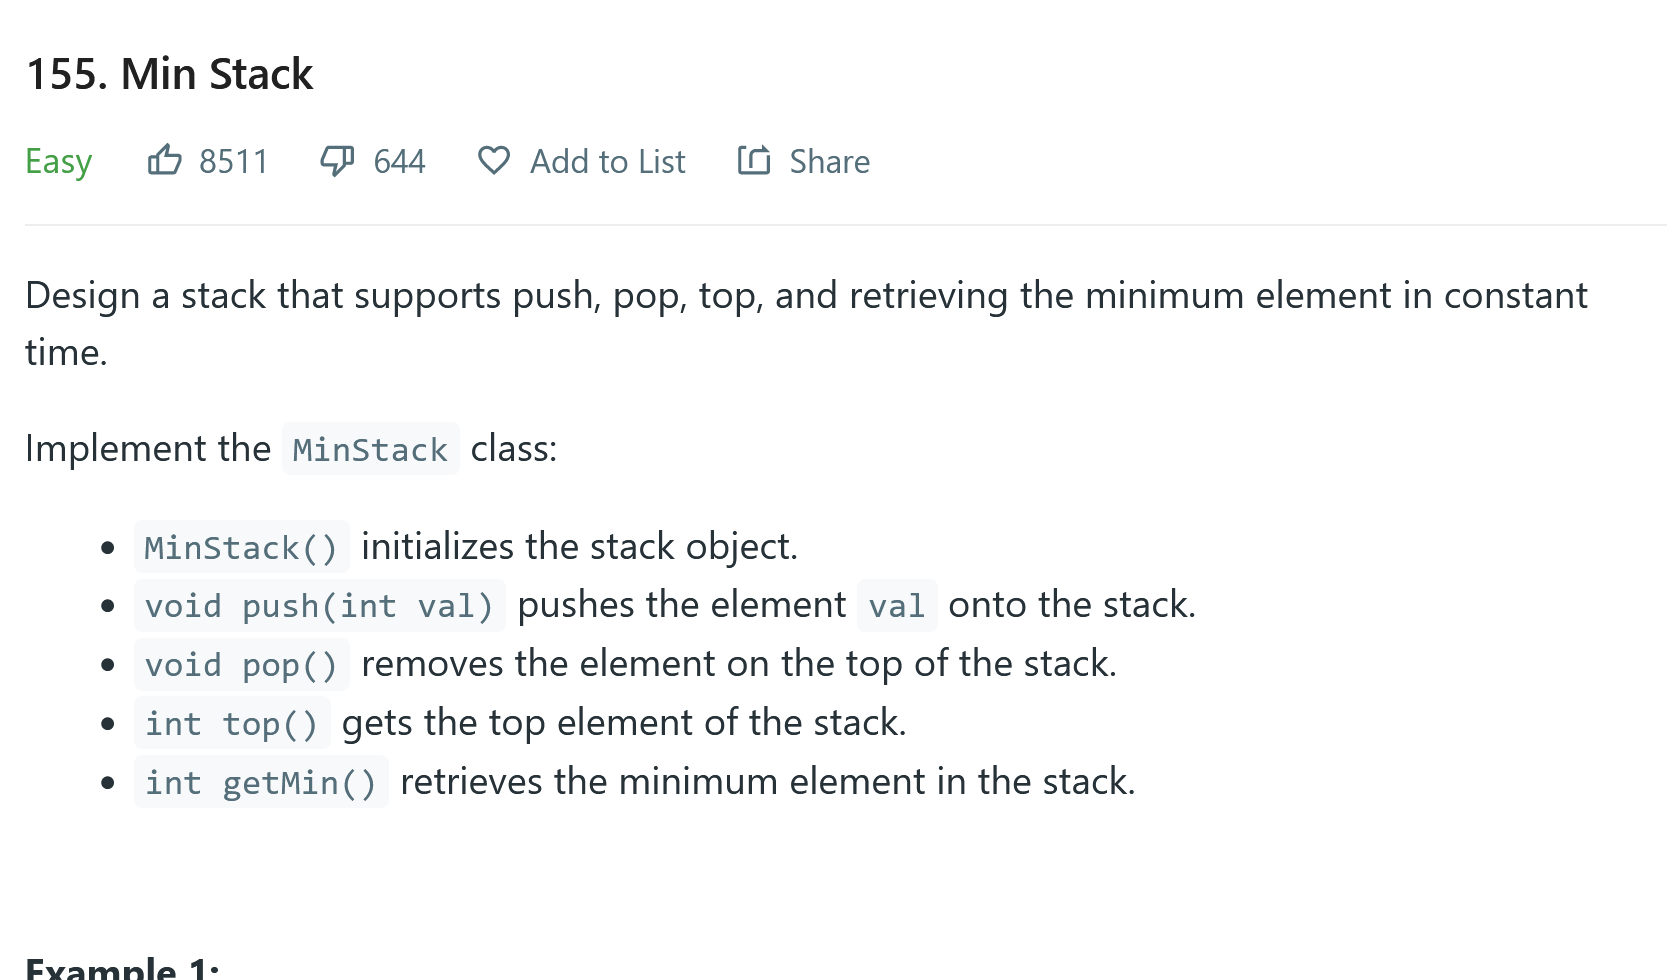 155. Min Stack
Easy 8511 644 Add to List Share
Design a stack that supports push, pop, top, and retrieving the minimum element in constant
time.
Implement the MinStack class:
• MinStack() initializes the stack object.
• void push(int val) pushes the element val onto the stack.
• void pop() removes the element on the top of the stack.
• int top() gets the top element of the stack.
• int getMin() retrieves the minimum element in the stack.
Example 1: